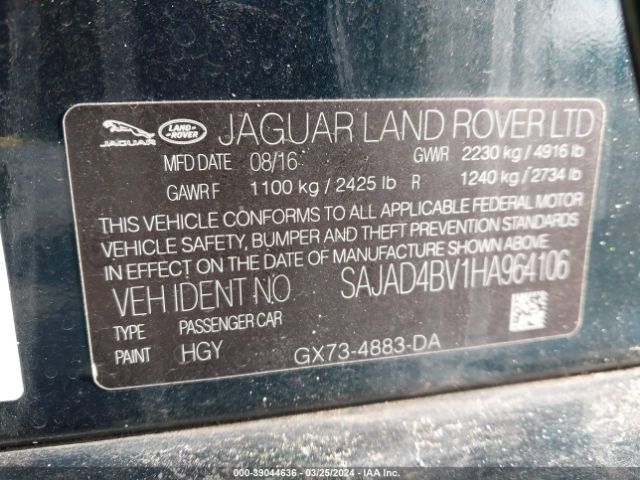 JAGUAR
LAND ROVER
JAGUAR LAND ROVER LTD
MFD DATE 08/16 GWR 2230 kg / 4916 lb
GAWR F 1100 kg / 2425 lb R 1240 kg / 2734 lb
THIS VEHICLE CONFORMS TO ALL APPLICABLE FEDERAL MOTOR
VEHICLE SAFETY, BUMPER AND THEFT PREVENTION STANDARDS
IN EFFECT ON THE DATE OF MANUFACTURE SHOWN ABOVE
VEH IDENT NO SAJAD4BV1HA964106
TYPE PASSENGER CAR
PAINT HGY GX73-4883-DA
© BRANDED HOLDER - #39044636 - 03/25/2024 - IAA Inc.